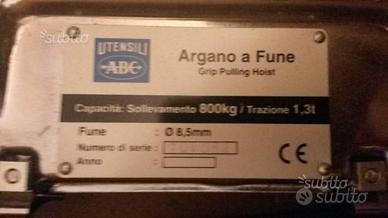 subito
UTENSILI
ABC
Argano a Fune
Grip Pulling Hoist
Capacità: Sollevamento 800kg / Trazione 1,3t
Fune : Ø 8,5mm
Numero di serie :
Anno :
CE
subito
subito